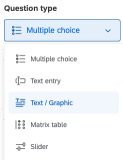 Question type
Multiple choice
Multiple choice
Text entry
Text / Graphic
Matrix table
Slider